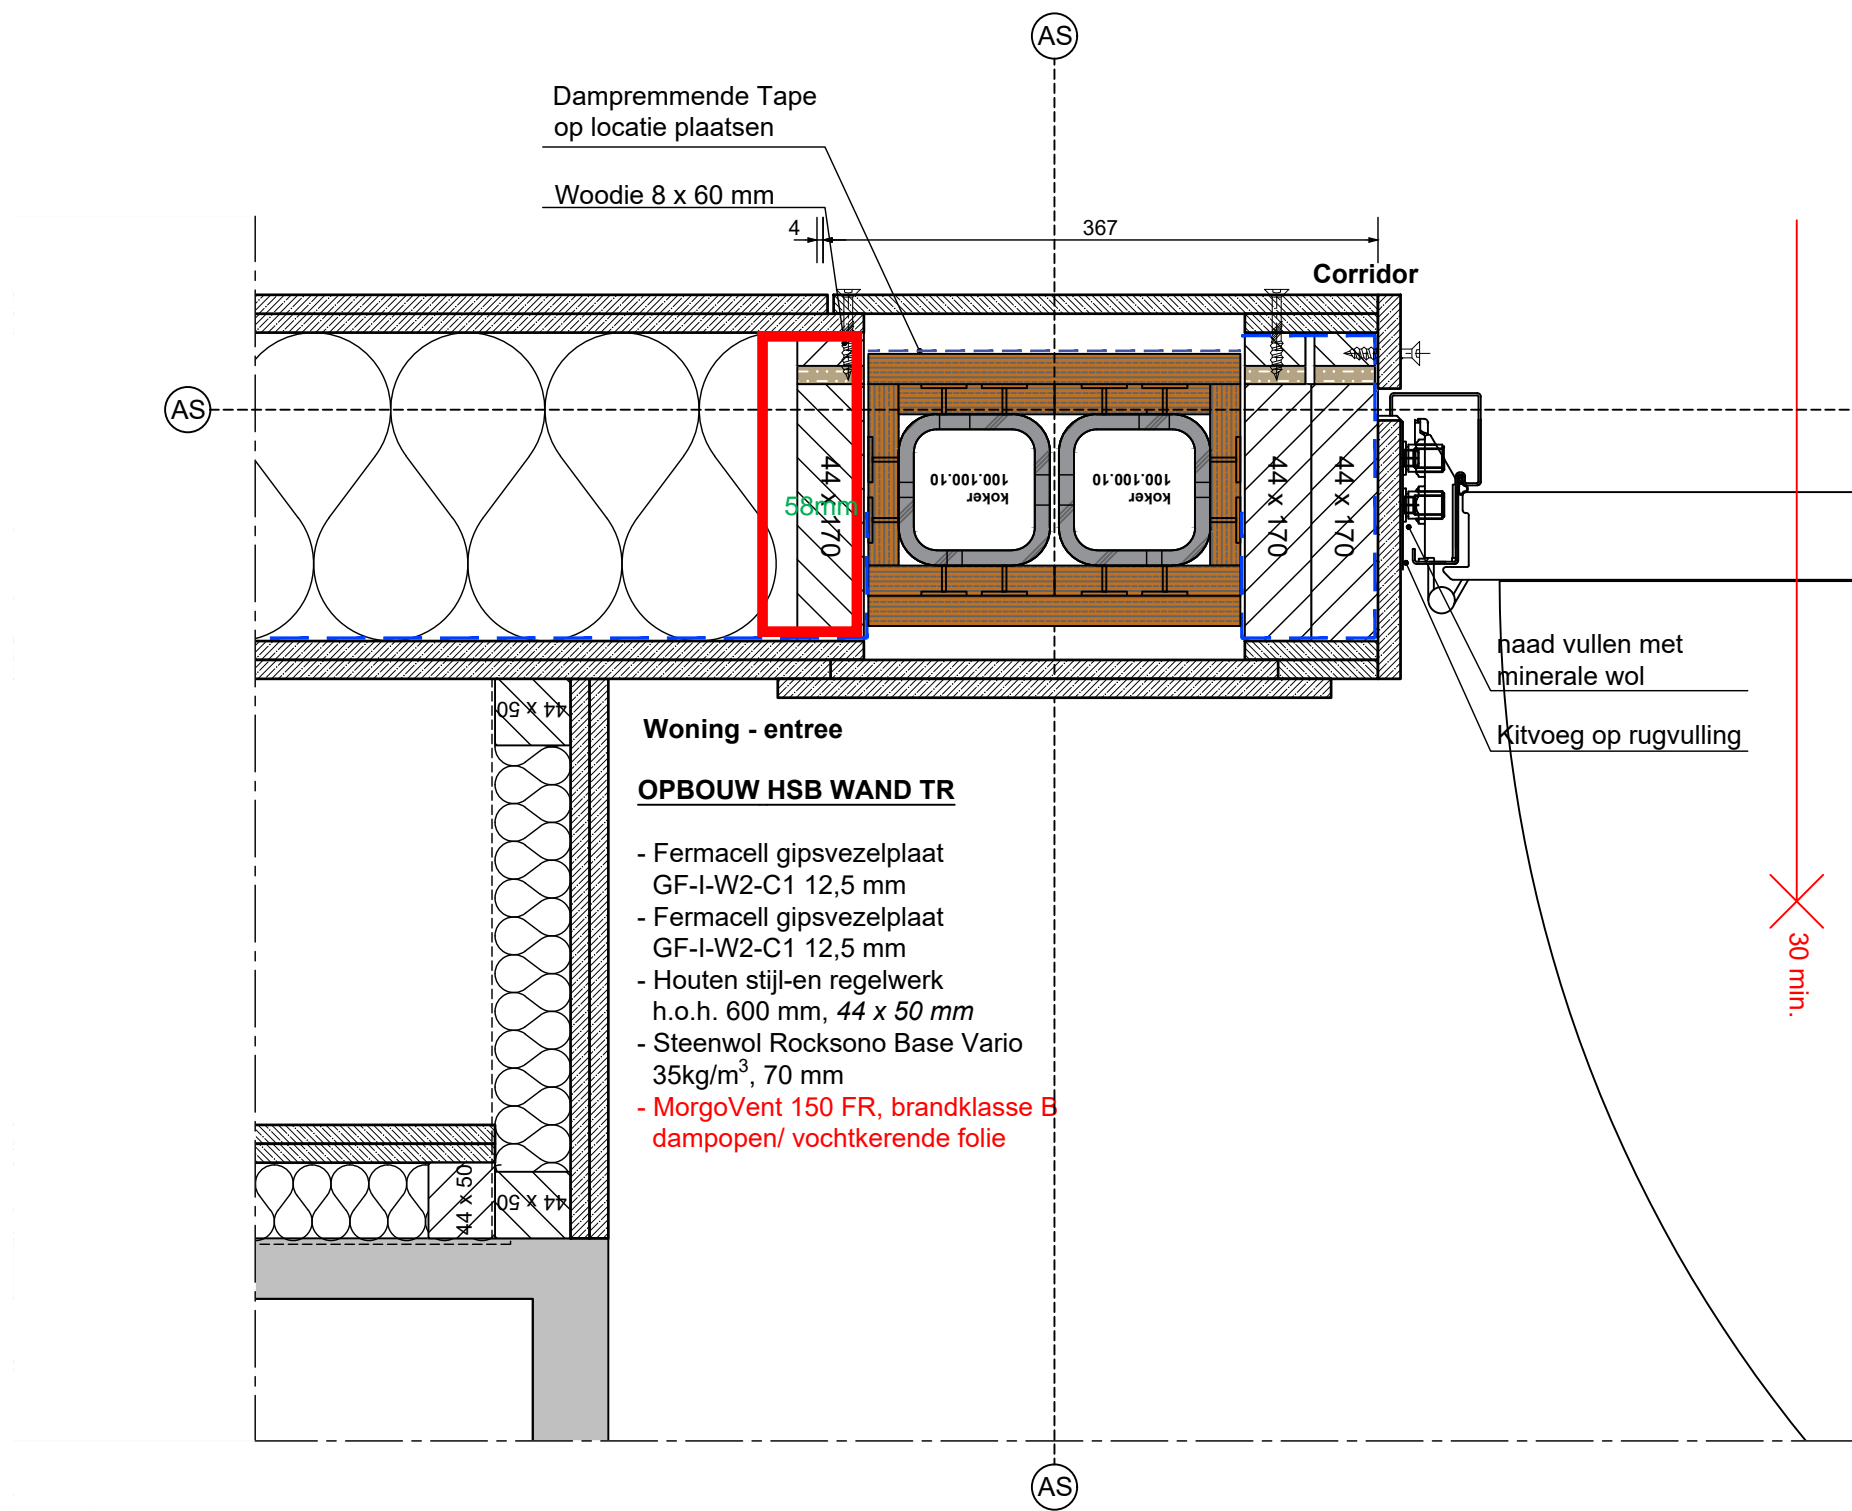 AS
Dampremmende Tape
op locatie plaatsen
Woodie 8 x 60 mm
4
367
Corridor
AS
44 x 170
58mm
koker
100.100.10
koker
100.100.10
44 x 170
44 x 170
naad vullen met
minerale wol
Kitvoeg op rugvulling
44 x 50
Woning - entree
OPBOUW HSB WAND TR
- Fermacell gipsvezelplaat
GF-I-W2-C1 12,5 mm
- Fermacell gipsvezelplaat
GF-I-W2-C1 12,5 mm
- Houten stijl-en regelwerk
h.o.h. 600 mm, 44 x 50 mm
- Steenwol Rocksono Base Vario
35kg/m³, 70 mm
- MorgoVent 150 FR, brandklasse B
dampopen/ vochtkerende folie
30 min.
44 x 50
44 x 50
AS